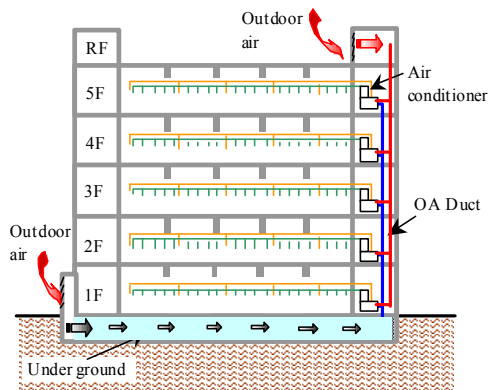 Outdoor
air
RF
Air
conditioner
5F
4F
3F
OA Duct
Outdoor
air
2F
1F
Under ground